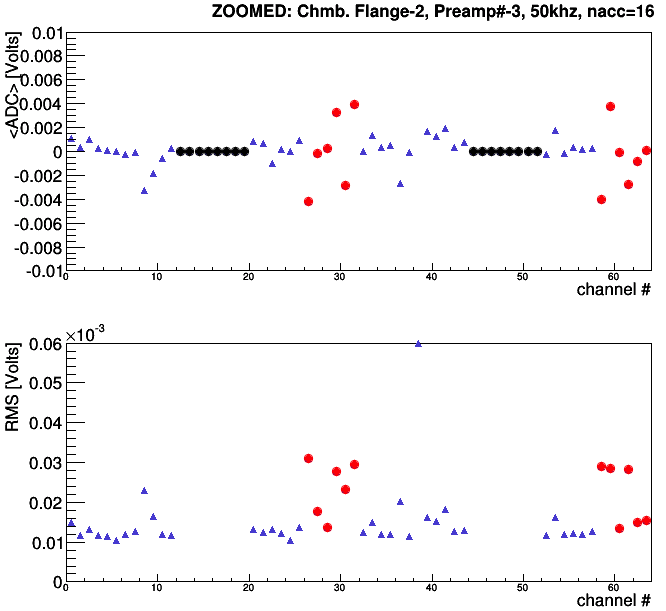 ZOOMED: Chmb. Flange-2, Preamp#-3, 50khz, nacc=16
<ADC> [Volts]
0.01
0.008
0.006
0.004
0.002
0
-0.002
-0.004
-0.006
-0.008
-0.01
0 10 20 30 40 50 60
channel #
×10-3
RMS [Volts]
0.06
0.05
0.04
0.03
0.02
0.01
0
0 10 20 30 40 50 60
channel #